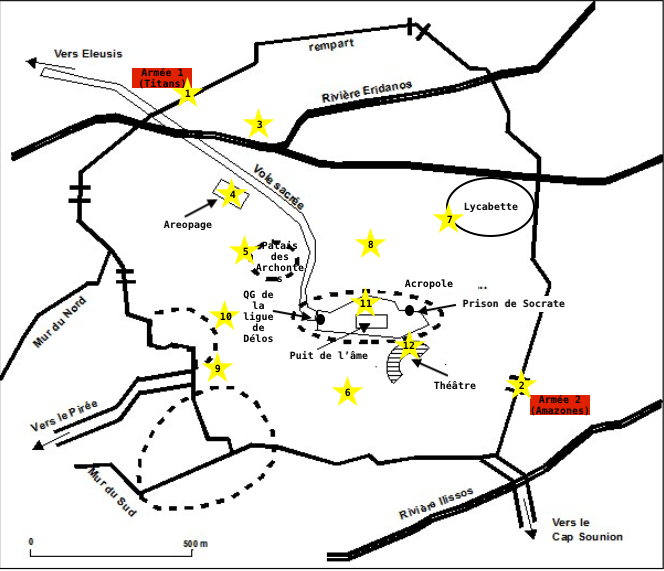 Vers Eleusis
rempart
Armée 1
(Titans)
1
Rivière Eridanos
3
Voie sacrée
4
Lycabette
7
Areopage
8
5
Palais
des
Archonte
s
Acropole
...
QG de
la
ligue
de
Délos
11
Prison de Socrate
10
Mur du Nord
12
Puit de l’âme
9
Théâtre
2
6
Armée 2
(Amazones)
Vers le Pirée
Mur du Sud
Rivière Ilissos
Vers le
Cap Sounion
0
500 m